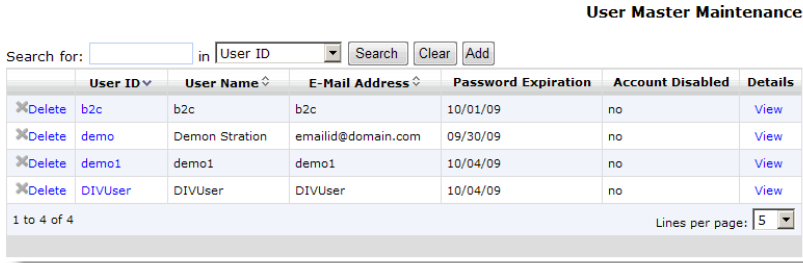 User Master Maintenance
Search for: in User ID Search Clear Add
User ID User Name E-Mail Address Password Expiration Account Disabled Details
Delete b2c b2c b2c 10/01/09 no View
Delete demo Demon Stration emailid@domain.com 09/30/09 no View
Delete demo1 demo1 demo1 10/04/09 no View
Delete DIVUser DIVUser DIVUser 10/04/09 no View
1 to 4 of 4 Lines per page: 5